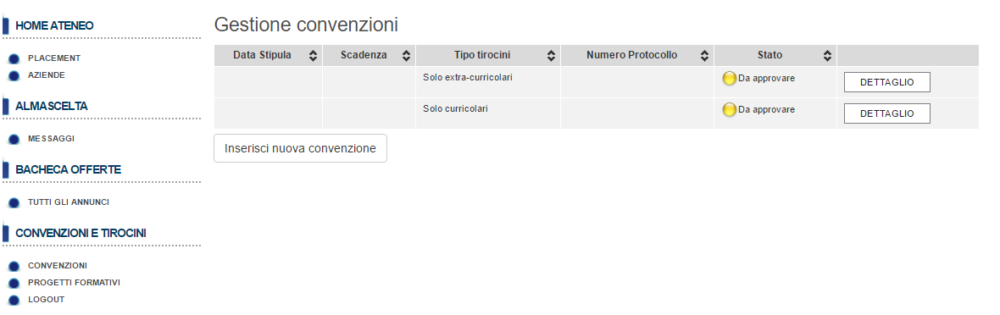 HOME ATENEO
PLACEMENT
AZIENDE
ALMASCELTA
MESSAGGI
BACHECA OFFERTE
TUTTI GLI ANNUNCI
CONVENZIONI E TIROCINI
CONVENZIONI
PROGETTI FORMATIVI
LOGOUT
Gestione convenzioni
Data Stipula Scadenza Tipo tirocini Numero Protocollo Stato
Solo extra-curricolari Da approvare DETTAGLIO
Solo curricolari Da approvare DETTAGLIO
Inserisci nuova convenzione